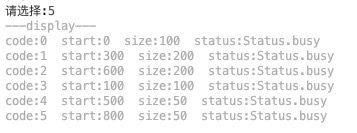 请选择:5
———display———
code:0  start:0  size:100  status:Status.busy
code:1  start:300  size:200  status:Status.busy
code:2  start:600  size:200  status:Status.busy
code:3  start:100  size:100  status:Status.busy
code:4  start:500  size:50  status:Status.busy
code:5  start:800  size:50  status:Status.busy